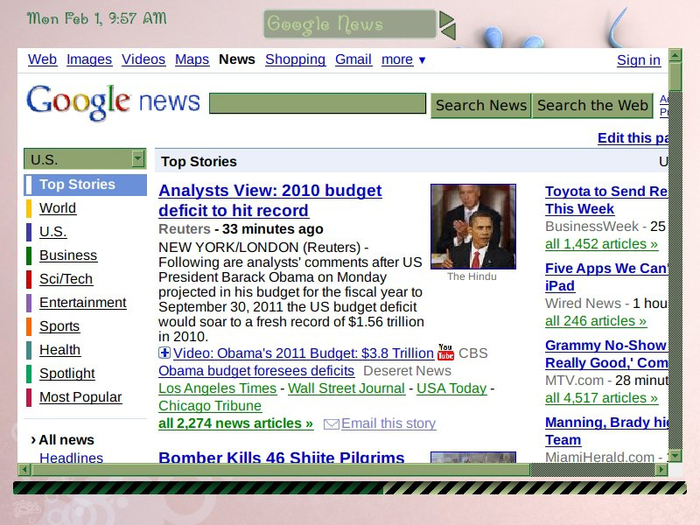 Mon Feb 1, 9:57 AM
Google News
Web Images Videos Maps News Shopping Gmail more ▼
Sign in
Google news
Search News Search the Web
Edit this
U.S.
Top Stories
World
U.S.
Business
Sci/Tech
Entertainment
Sports
Health
Spotlight
Most Popular
› All news
Headlines
Top Stories
Analysts View: 2010 budget
deficit to hit record
Reuters - 33 minutes ago
NEW YORK/LONDON (Reuters) -
Following are analysts' comments after US
President Barack Obama on Monday
projected in his budget for the fiscal year to
September 30, 2011 the US budget deficit
would soar to a fresh record of $1.56 trillion
in 2010.
Video: Obama's 2011 Budget: $3.8 Trillion You Tube CBS
Obama budget foresees deficits Deseret News
Los Angeles Times - Wall Street Journal - USA Today -
Chicago Tribune
all 2,274 news articles » Email this story
The Hindu
Bomber Kills 46 Shiite Pilgrims
Toyota to Send
This Week
BusinessWeek - 25
all 1,452 articles »
Five Apps We Can'
iPad
Wired News - 1
all 246 articles »
Grammy No-Show
Really Good,'
MTV.com - 28
all 4,517 articles »
Manning, Brady
Team
MiamiHerald.com -